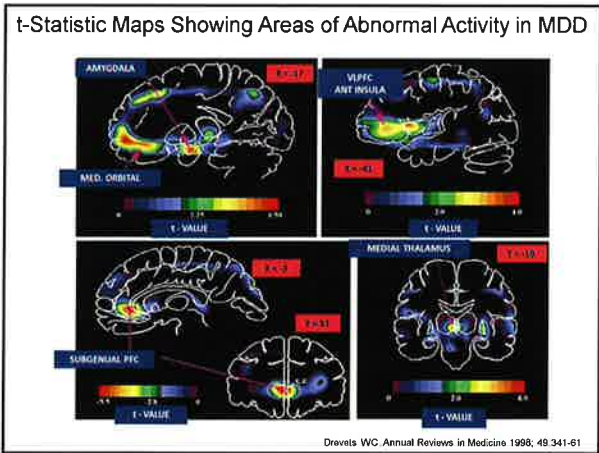 t-Statistic Maps Showing Areas of Abnormal Activity in MDD
AMYGDALA
MED. ORBITAL
t - VALUE
VLPFC
ANT INSULA
t - VALUE
SUBGENUAL PFC
t - VALUE
MEDIAL THALAMUS
t - VALUE
Drevets WC. Annual Reviews in Medicine 1998; 49:341-61